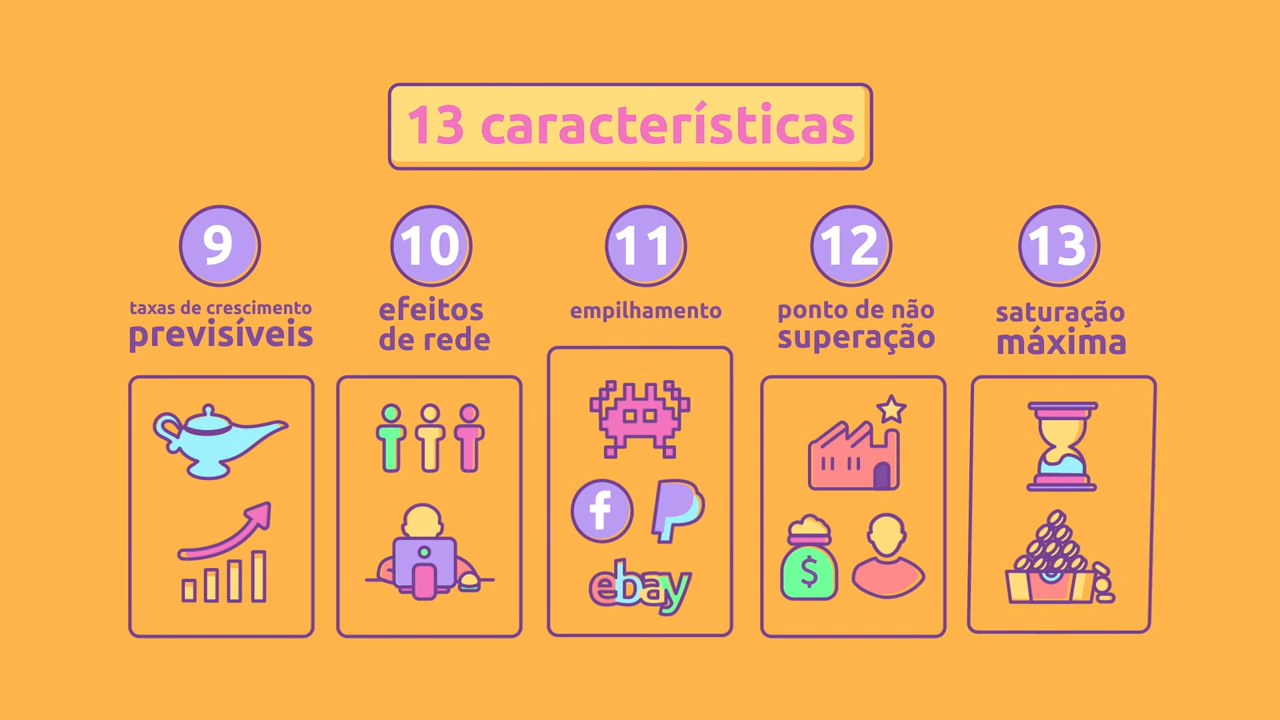 13 características
9
taxas de crescimento
previsíveis
10
efeitos
de rede
11
empilhamento
12
ponto de não
superação
13
saturação
máxima
f
P
ebay
$